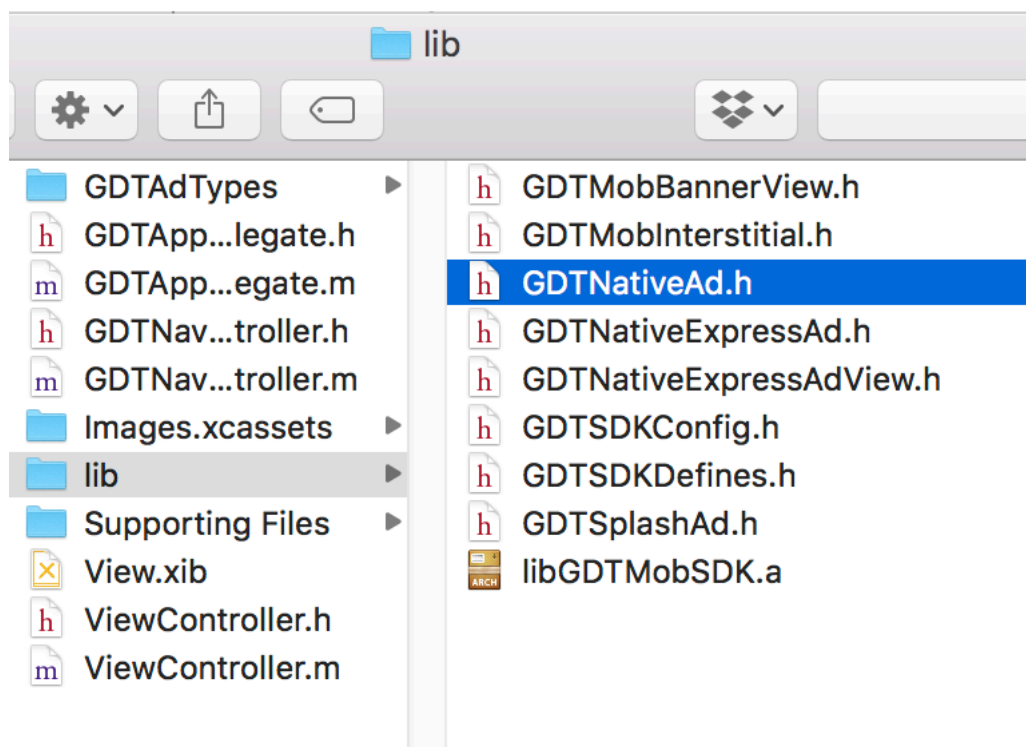 lib
GDTAdTypes
h GDTApp...legate.h
m GDTApp...egate.m
h GDTNav...troller.h
m GDTNav...troller.m
Images.xcassets
lib
Supporting Files
View.xib
h ViewController.h
m ViewController.m
h GDTMobBannerView.h
h GDTMobInterstitial.h
h GDTNativeAd.h
h GDTNativeExpressAd.h
h GDTNativeExpressAdView.h
h GDTSDKConfig.h
h GDTSDKDefines.h
h GDTSplashAd.h
ARCH libGDTMobSDK.a